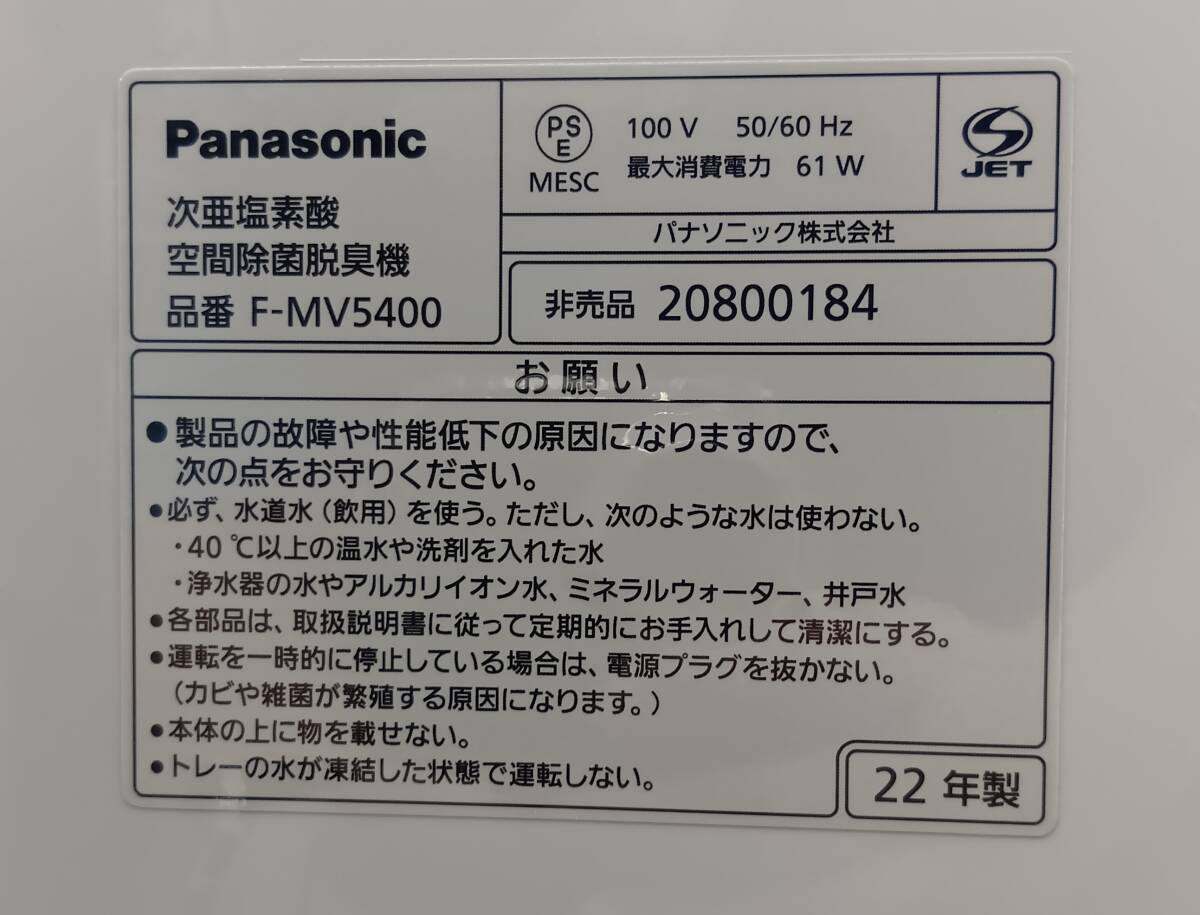 Panasonic
次亜塩素酸
空間除菌脱臭機
品番 F-MV5400
PS
E
MESC
100 V 50/60 Hz
最大消費電力 61 W
JET
パナソニック株式会社
非売品 20800184
お願い
●製品の故障や性能低下の原因になりますので、
次の点をお守りください。
●必ず、水道水（飲用）を使う。ただし、次のような水は使わない。
・40 ℃以上の温水や洗剤を入れた水
・浄水器の水やアルカリイオン水、ミネラルウォーター、井戸水
●各部品は、取扱説明書に従って定期的にお手入れして清潔にする。
●運転を一時的に停止している場合は、電源プラグを抜かない。
（カビや雑菌が繁殖する原因になります。）
●本体の上に物を載せない。
●トレーの水が凍結した状態で運転しない。
22 年製